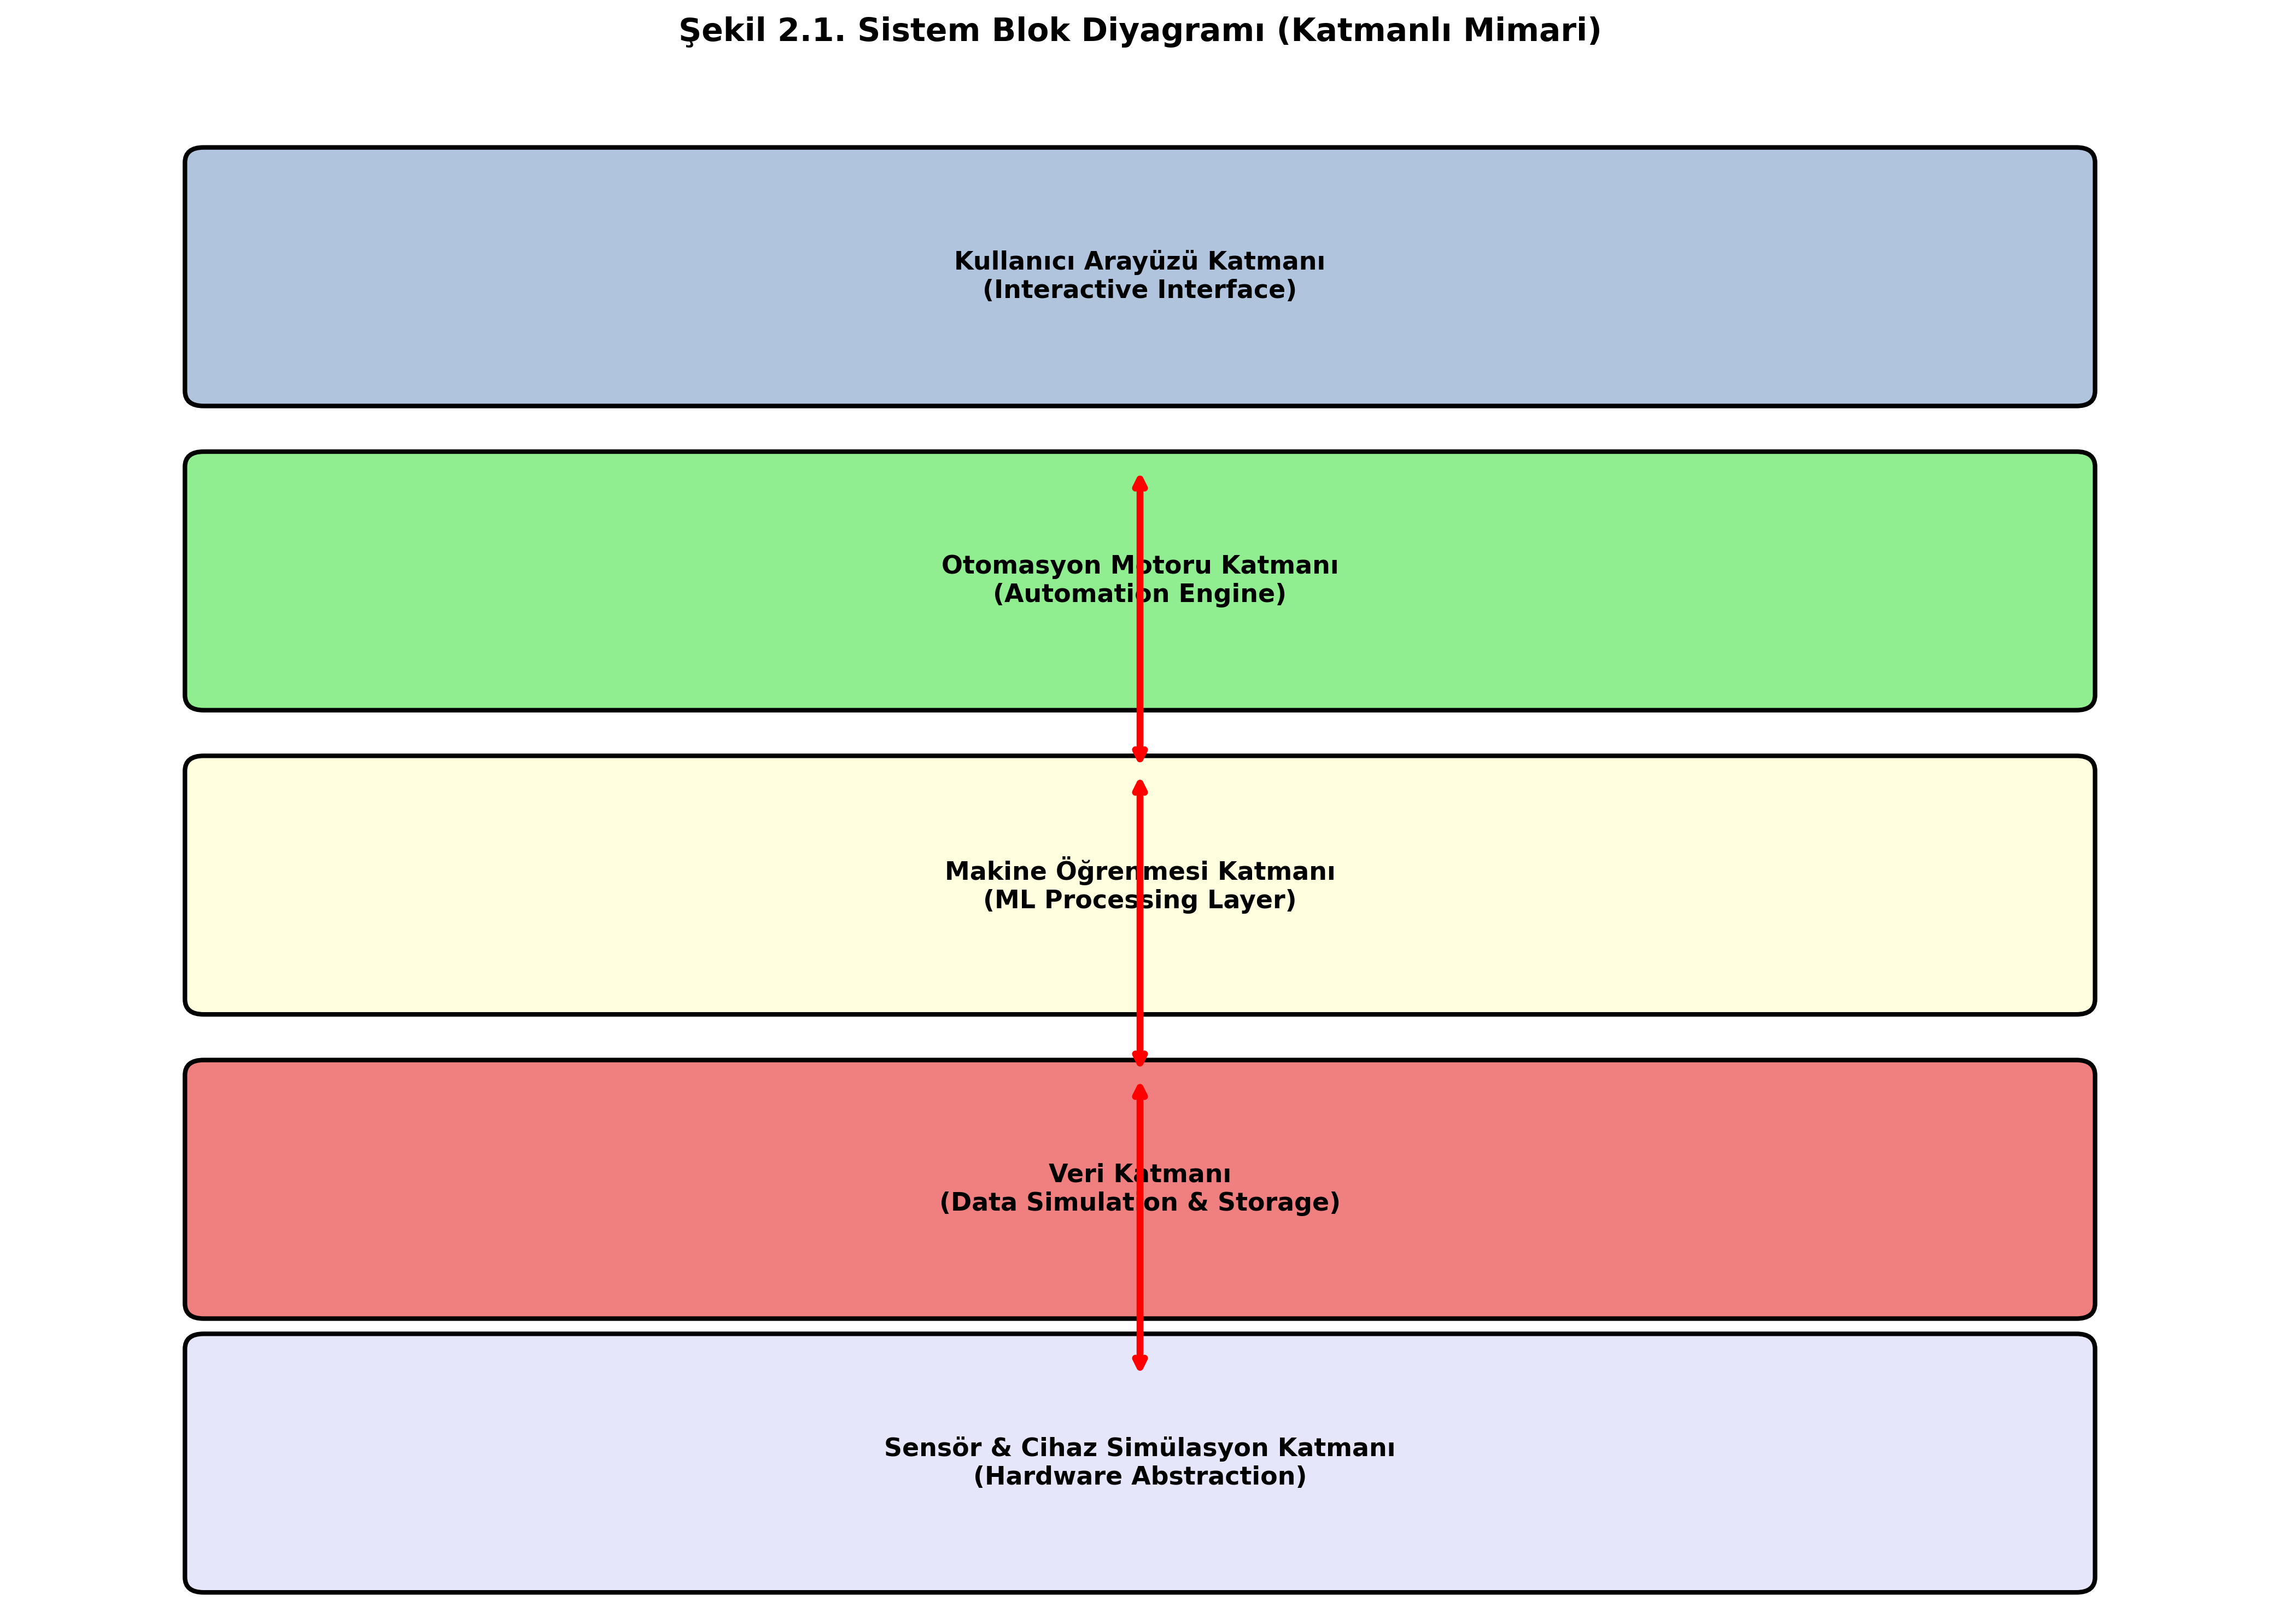 Şekil 2.1. Sistem Blok Diyagramı (Katmanlı Mimari)
Kullanıcı Arayüzü Katmanı
(Interactive Interface)
Otomasyon Motoru Katmanı
(Automation Engine)
Makine Öğrenmesi Katmanı
(ML Processing Layer)
Veri Katmanı
(Data Simulation & Storage)
Sensör & Cihaz Simülasyon Katmanı
(Hardware Abstraction)